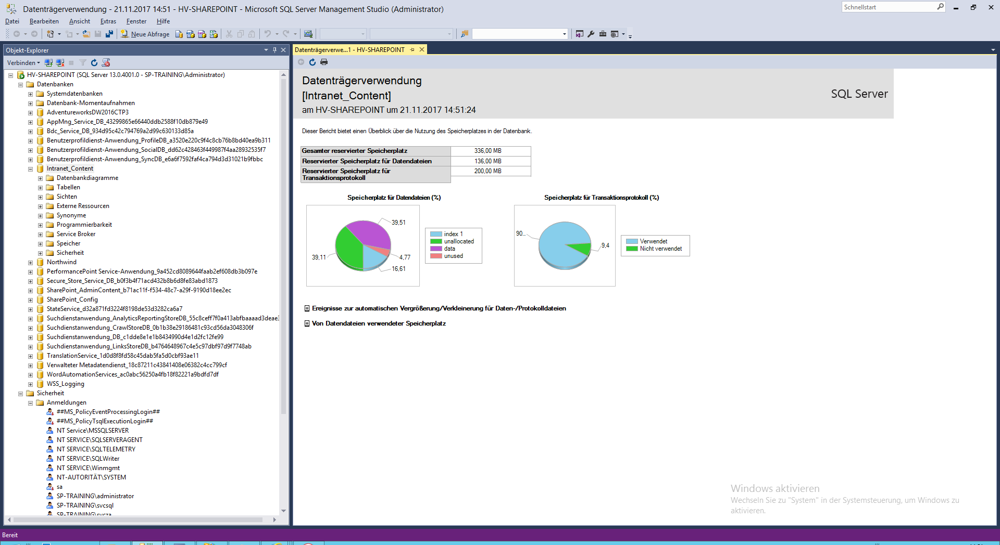 Datenträgerverwendung - 21.11.2017 14:51 - HV-SHAREPOINT - Microsoft SQL Server Management Studio (Administrator)
Schnellstart
Datei Bearbeiten Ansicht Extras Fenster Hilfe
Neue Abfrage
Objekt-Explorer
Verbinden
HV-SHAREPOINT (SQL Server 13.0.4001.0 - SP-TRAINING\Administrator)
Datenbanken
Systemdatenbanken
Datenbank-Momentaufnahmen
AdventureworksDW2016CTP3
AppMng_Service_DB_43299865e66440ddb2588f10db879e49
Bdc_Service_DB_934d95c42c794769a2d99c630133d85a
Benutzerprofildienst-Anwendung_ProfileDB_a3520e220c9f4c8cb76b8bd40ea9b311
Benutzerprofildienst-Anwendung_SocialDB_dd62c428463f449987f4aa28932535f7
Benutzerprofildienst-Anwendung_SyncDB_e6a6f7592faf4ca794d3d31021b9fbbc
Intranet_Content
Datenbankdiagramme
Tabellen
Sichten
Externe Ressourcen
Synonyme
Programmierbarkeit
Service Broker
Speicher
Sicherheit
Northwind
PerformancePoint Service-Anwendung_9a452cd8089644faab2ef608db3b097e
Secure_Store_Service_DB_b0f3b4f71acd432b8b6d8fe83abd1873
SharePoint_AdminContent_b71ac11f-f534-48c7-a29f-9190d18ee2ec
SharePoint_Config
StateService_d32a871fd3224f8198de53d3282ca6a7
Suchdienstanwendung_AnalyticsReportingStoreDB_55c8ceff7f0a413abfbaaaad3deae3
Suchdienstanwendung_CrawlStoreDB_0b1b38e29186481c93cd56da3048306f
Suchdienstanwendung_DB_c1dde8e1e1b8434990d4e1d2fc12fe99
Suchdienstanwendung_LinksStoreDB_b4764648967c4e5c97dbf97d9f7748ab
TranslationService_1d0d8f8fd58c45dab5fa5d0cbf93ae11
Verwalteter Metadatendienst_18c87211c43841408e06382c4cc799cf
WordAutomationServices_ac0abc56250a4fb18f82221a9bdfd7df
WSS_Logging
Sicherheit
Anmeldungen
##MS_PolicyEventProcessingLogin##
##MS_PolicyTsqlExecutionLogin##
NT Service\MSSQLSERVER
NT SERVICE\SQLSERVERAGENT
NT SERVICE\SQLTELEMETRY
NT SERVICE\SQLWriter
NT SERVICE\Winmgmt
NT-AUTORITÄT\SYSTEM
sa
SP-TRAINING\administrator
SP-TRAINING\svcsql
SP-TRAINING\svcza
Datenträgerverwe...1 - HV-SHAREPOINT
Datenträgerverwendung
[Intranet_Content]
am HV-SHAREPOINT um 21.11.2017 14:51:24
SQL Server
Dieser Bericht bietet einen Überblick über die Nutzung des Speicherplatzes in der Datenbank.
Gesamter reservierter Speicherplatz 336,00 MB
Reservierter Speicherplatz für Datendateien 136,00 MB
Reservierter Speicherplatz für Transaktionsprotokoll 200,00 MB
Speicherplatz für Datendateien (%)
39,51
39,11
4,77
16,61
index 1
unallocated
data
unused
Speicherplatz für Transaktionsprotokoll (%)
90...
9,4
Verwendet
Nicht verwendet
Ereignisse zur automatischen Vergrößerung/Verkleinerung für Daten-/Protokolldateien
Von Datendateien verwendeter Speicherplatz
Windows aktivieren
Wechseln Sie zu "System" in der Systemsteuerung, um Windows zu
aktivieren.
Bereit